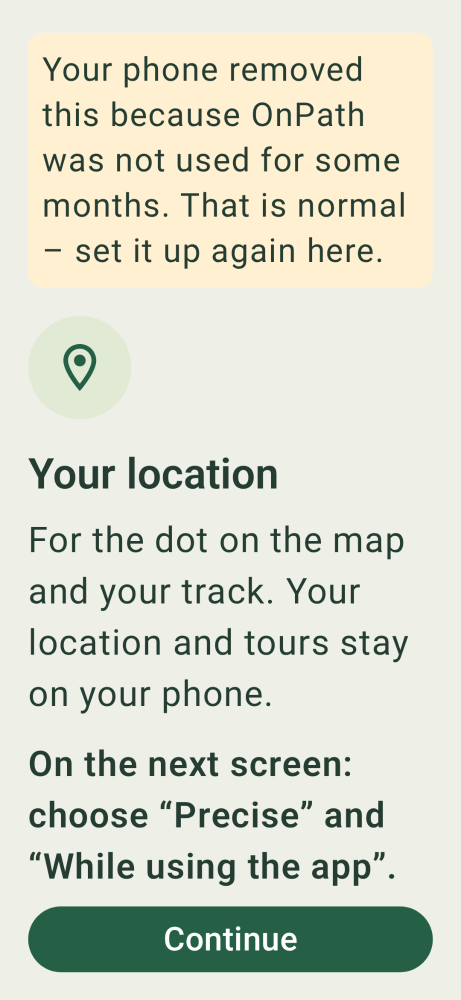 Your phone removed
this because OnPath
was not used for some
months. That is normal
– set it up again here.
Your location
For the dot on the map
and your track. Your
location and tours stay
on your phone.
On the next screen:
choose “Precise” and
“While using the app”.
Continue